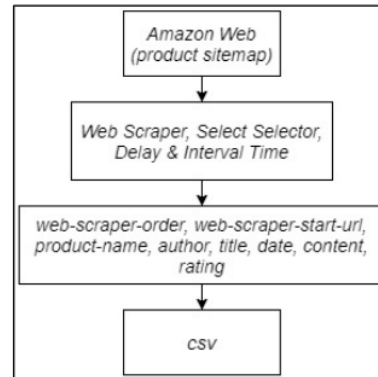 Amazon Web
(product sitemap)
Web Scraper, Select Selector,
Delay & Interval Time
web-scraper-order, web-scraper-start-url,
product-name, author, title, date, content,
rating
csv